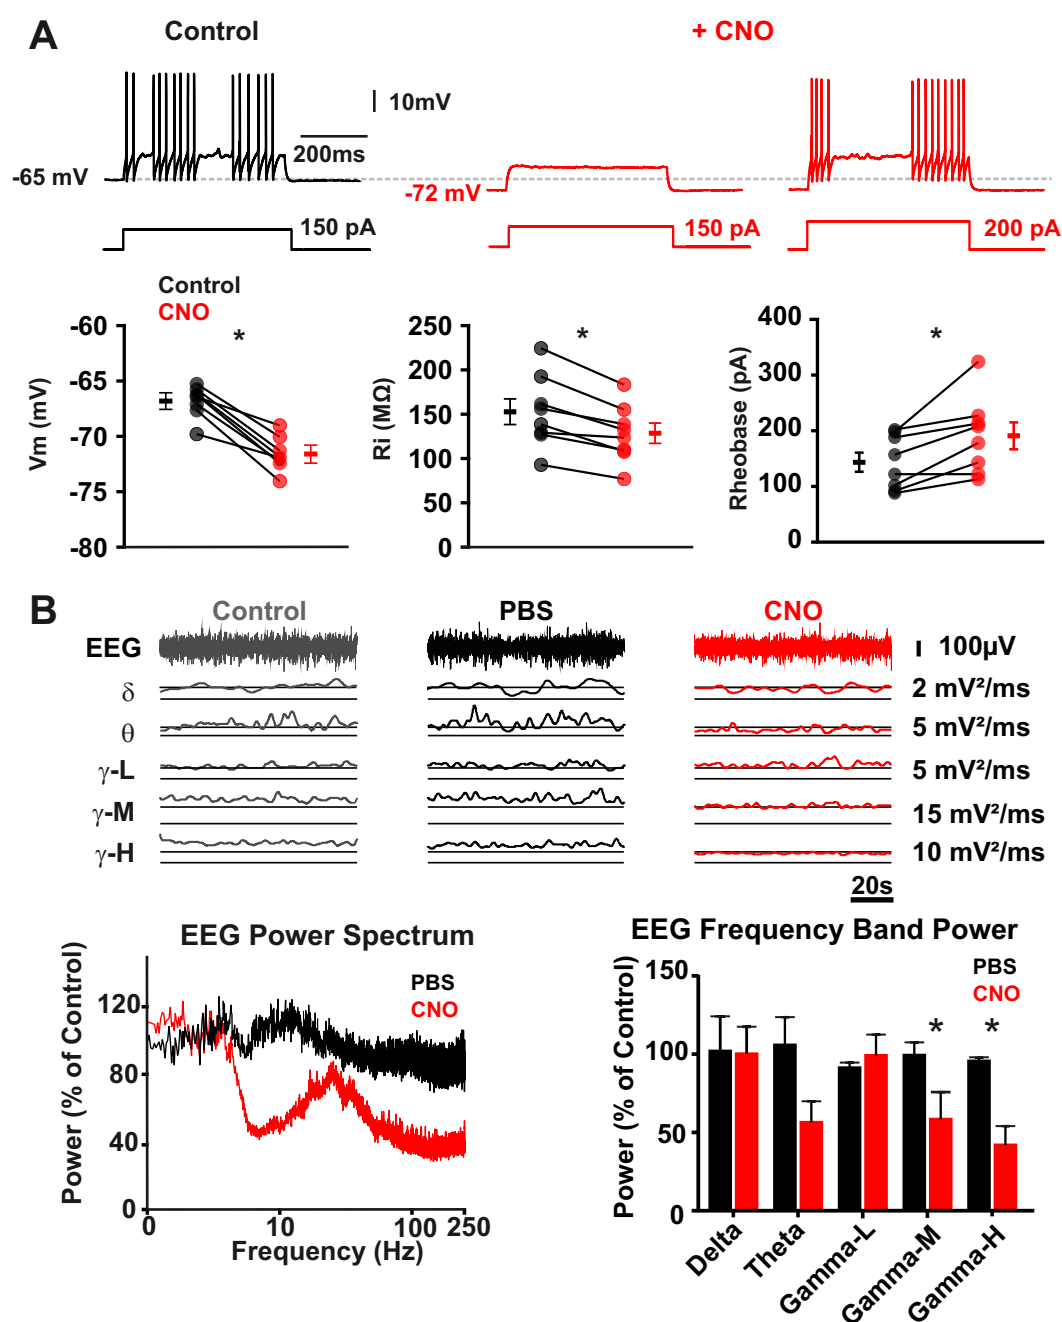 A
Control
+ CNO
10mV
200ms
-65 mV
-72 mV
150 pA
150 pA
200 pA
Control
CNO
Vm (mV)
-60
-65
-70
-75
-80
*
Ri (MΩ)
250
200
150
100
50
0
*
Rheobase (pA)
400
300
200
100
0
*
B
Control
PBS
CNO
EEG
100µV
δ
2 mV²/ms
θ
5 mV²/ms
γ-L
5 mV²/ms
γ-M
15 mV²/ms
γ-H
10 mV²/ms
20s
EEG Power Spectrum
PBS
CNO
Power (% of Control)
120
80
40
0
0
10
100
250
Frequency (Hz)
EEG Frequency Band Power
PBS
CNO
Power (% of Control)
150
100
50
0
*
*
Delta
Theta
Gamma-L
Gamma-M
Gamma-H